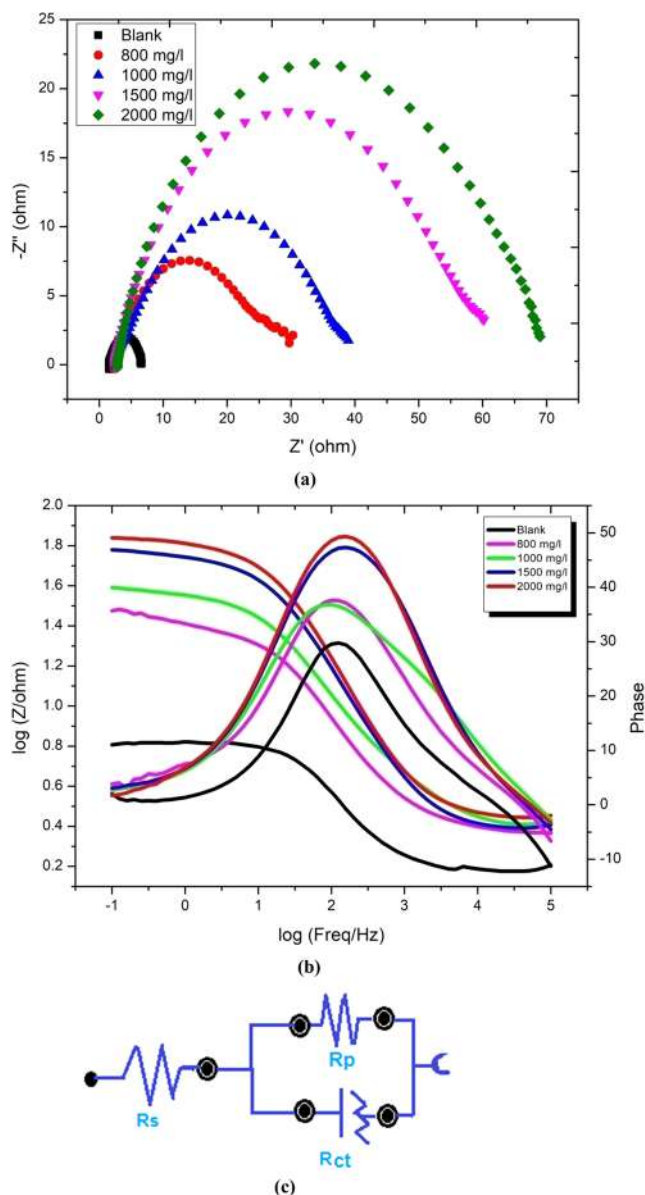 Blank
800 mg/l
1000 mg/l
1500 mg/l
2000 mg/l
25
20
15
10
5
0
-Z" (ohm)
0 10 20 30 40 50 60 70
Z' (ohm)
(a)
Blank
800 mg/l
1000 mg/l
1500 mg/l
2000 mg/l
2.0
1.8
1.6
1.4
1.2
1.0
0.8
0.6
0.4
0.2
log (Z/ohm)
50
40
30
20
10
0
-10
Phase
-1 0 1 2 3 4 5
log (Freq/Hz)
(b)
Rs
Rp
Rct
(c)